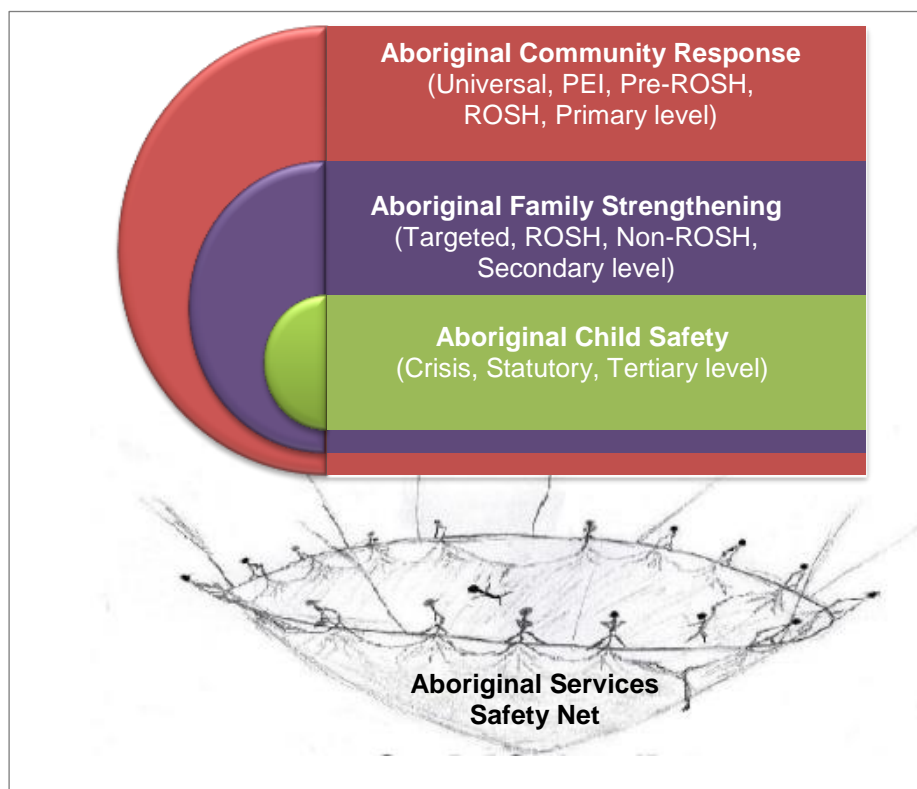 Aboriginal Community Response
(Universal, PEI, Pre-ROSH,
ROSH, Primary level)
Aboriginal Family Strengthening
(Targeted, ROSH, Non-ROSH,
Secondary level)
Aboriginal Child Safety
(Crisis, Statutory, Tertiary level)
Aboriginal Services
Safety Net